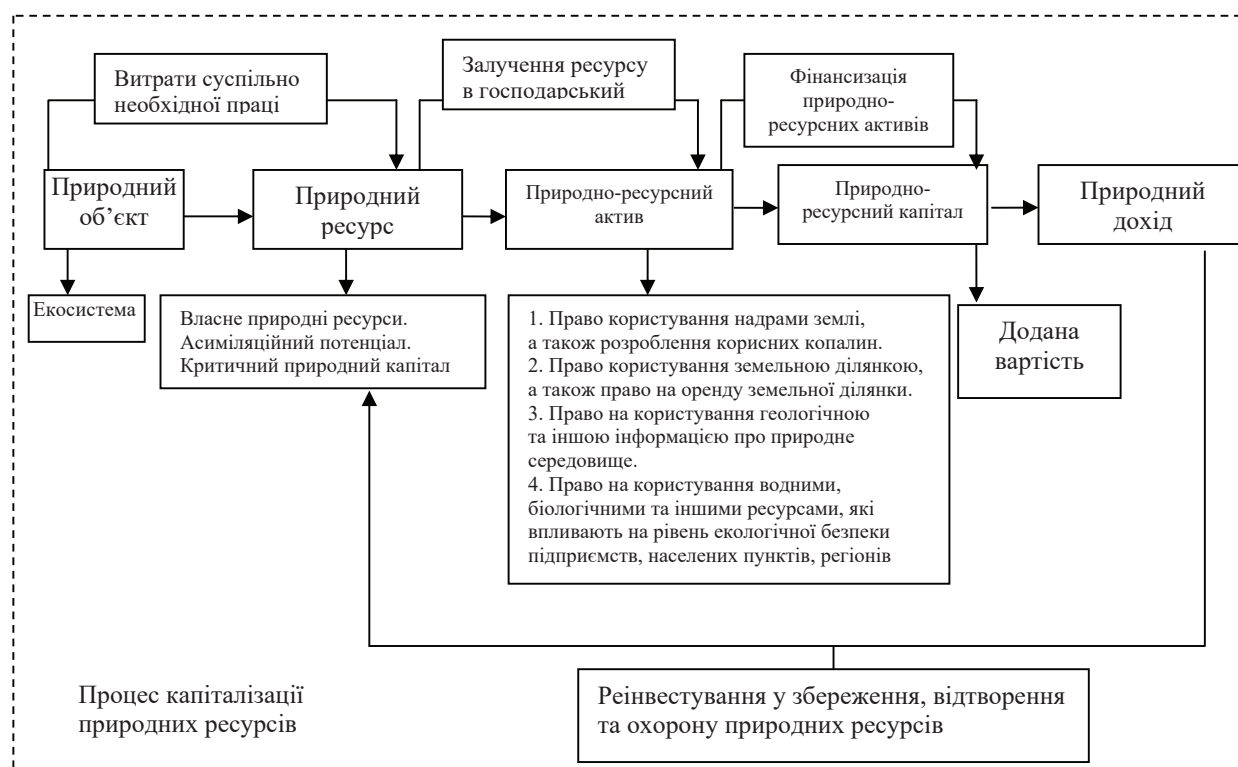 Витрати суспільно
необхідної праці
Залучення ресурсу
в господарський
Фінансизація
природно-
ресурсних активів
Природний
об’єкт
Природний
ресурс
Природно-ресурсний
актив
Природно-
ресурсний капітал
Природний
дохід
Екосистема
Власне природні ресурси.
Асиміляційний потенціал.
Критичний природний капітал
1. Право користування надрами землі,
а також розроблення корисних копалин.
2. Право користування земельною ділянкою,
а також право на оренду земельної ділянки.
3. Право на користування геологічною
та іншою інформацією про природне
середовище.
4. Право на користування водними,
біологічними та іншими ресурсами, які
впливають на рівень екологічної безпеки
підприємств, населених пунктів, регіонів
Додана
вартість
Процес капіталізації
природних ресурсів
Реінвестування у збереження, відтворення
та охорону природних ресурсів